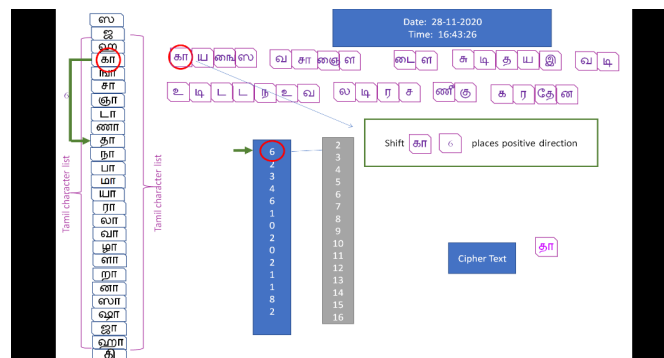 Date: 28-11-2020
Time: 16:43:26
ஸ
ஜ
ஹ
கா
ஙா
சா
ஞா
டா
ணா
தா
நா
பா
மா
யா
ரா
லா
வா
ழா
ளா
றா
னா
ஸா
ஷா
ஜா
ஹா
கி
6
Tamil character list
Tamil character list
கா ய ஸ வ சா ள டை ள சு டி த ய இ வ டி
உ டி ட ட ந உ வ ல டி ர ச ணீ கு க ர தே ன
Shift கா 6 places positive direction
6
2
3
4
6
1
0
2
0
2
1
1
8
2
2
3
4
5
6
7
8
9
10
11
12
13
14
15
16
Cipher Text
தா